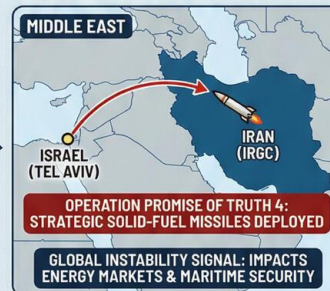 MIDDLE EAST
ISRAEL
(TEL AVIV)
IRAN
(IRGC)
OPERATION PROMISE OF TRUTH 4:
STRATEGIC SOLID-FUEL MISSILES DEPLOYED
GLOBAL INSTABILITY SIGNAL: IMPACTS
ENERGY MARKETS & MARITIME SECURITY